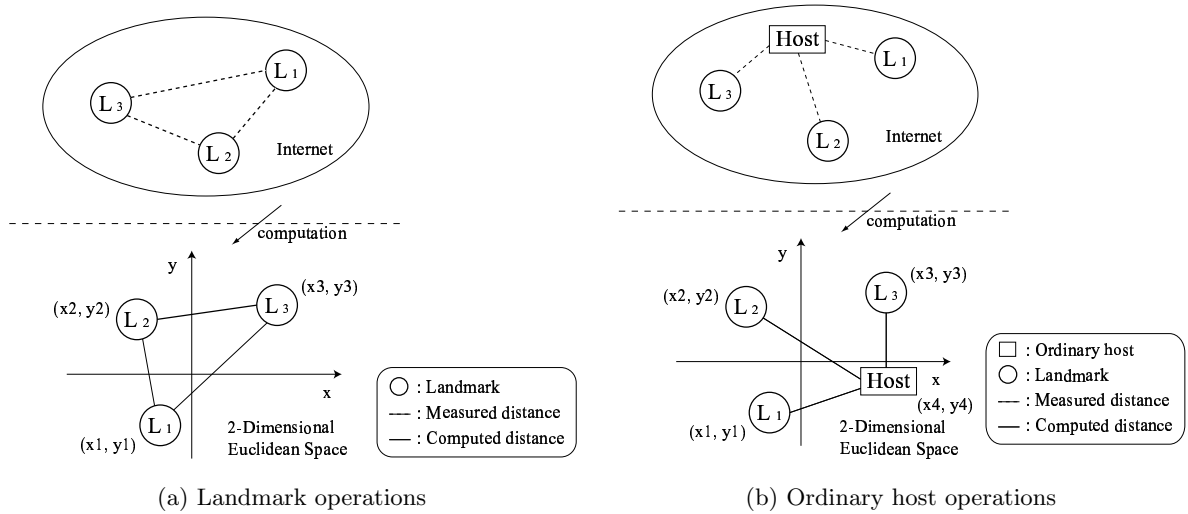 L 1
L 3
L 2
Internet
computation
y
(x3, y3)
(x2, y2)
L 2
L 3
x
L 1
(x1, y1)
2-Dimensional
Euclidean Space
: Landmark
: Measured distance
: Computed distance
(a) Landmark operations
Host
L 1
L 3
L 2
Internet
computation
y
(x3, y3)
(x2, y2)
L 2
L 3
Host
x
(x4, y4)
L 1
(x1, y1)
2-Dimensional
Euclidean Space
: Ordinary host
: Landmark
: Measured distance
: Computed distance
(b) Ordinary host operations